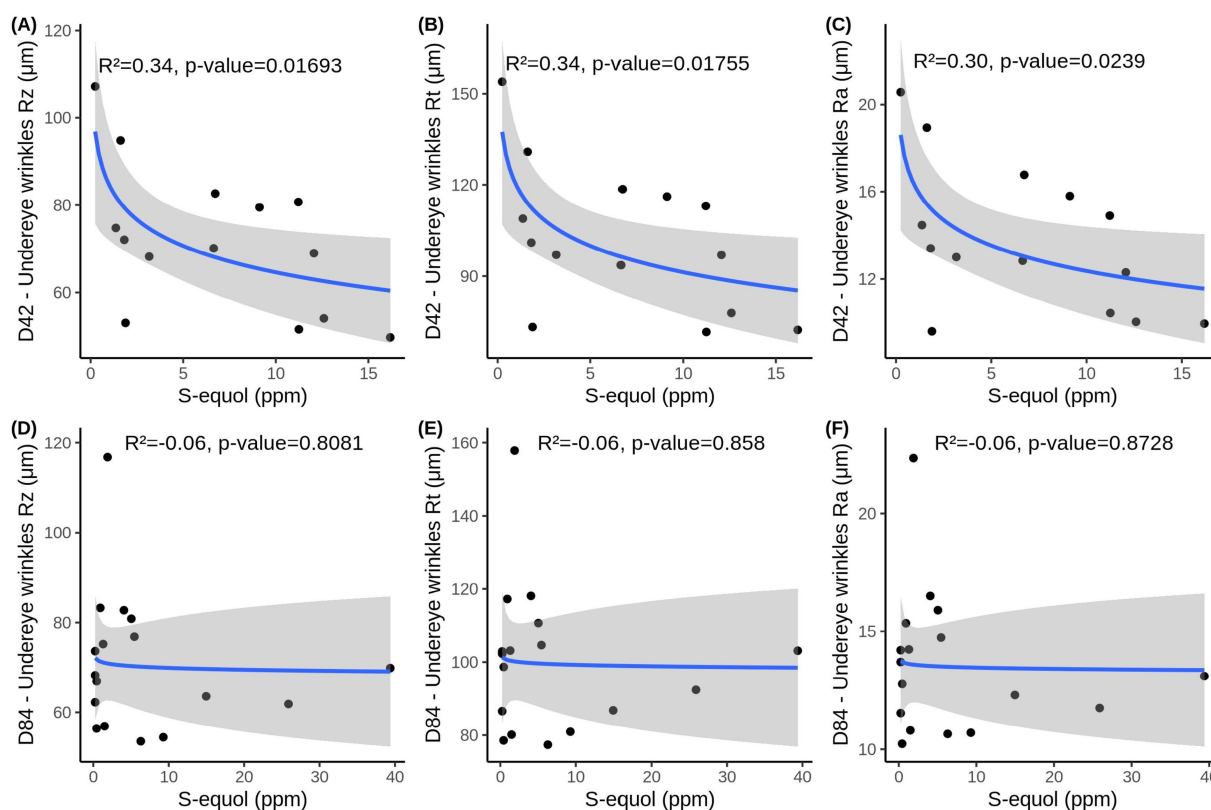 (A)
R²=0.34, p-value=0.01693
D42 - Undereye wrinkles Rz (μm)
120
100
80
60
0 5 10 15
S-equol (ppm)
(B)
R²=0.34, p-value=0.01755
D42 - Undereye wrinkles Rt (μm)
150
120
90
0 5 10 15
S-equol (ppm)
(C)
R²=0.30, p-value=0.0239
D42 - Undereye wrinkles Ra (μm)
20
16
12
0 5 10 15
S-equol (ppm)
(D)
R²=-0.06, p-value=0.8081
D84 - Undereye wrinkles Rz (μm)
120
100
80
60
0 10 20 30 40
S-equol (ppm)
(E)
R²=-0.06, p-value=0.858
D84 - Undereye wrinkles Rt (μm)
160
140
120
100
80
0 10 20 30 40
S-equol (ppm)
(F)
R²=-0.06, p-value=0.8728
D84 - Undereye wrinkles Ra (μm)
20
15
10
0 10 20 30 40
S-equol (ppm)